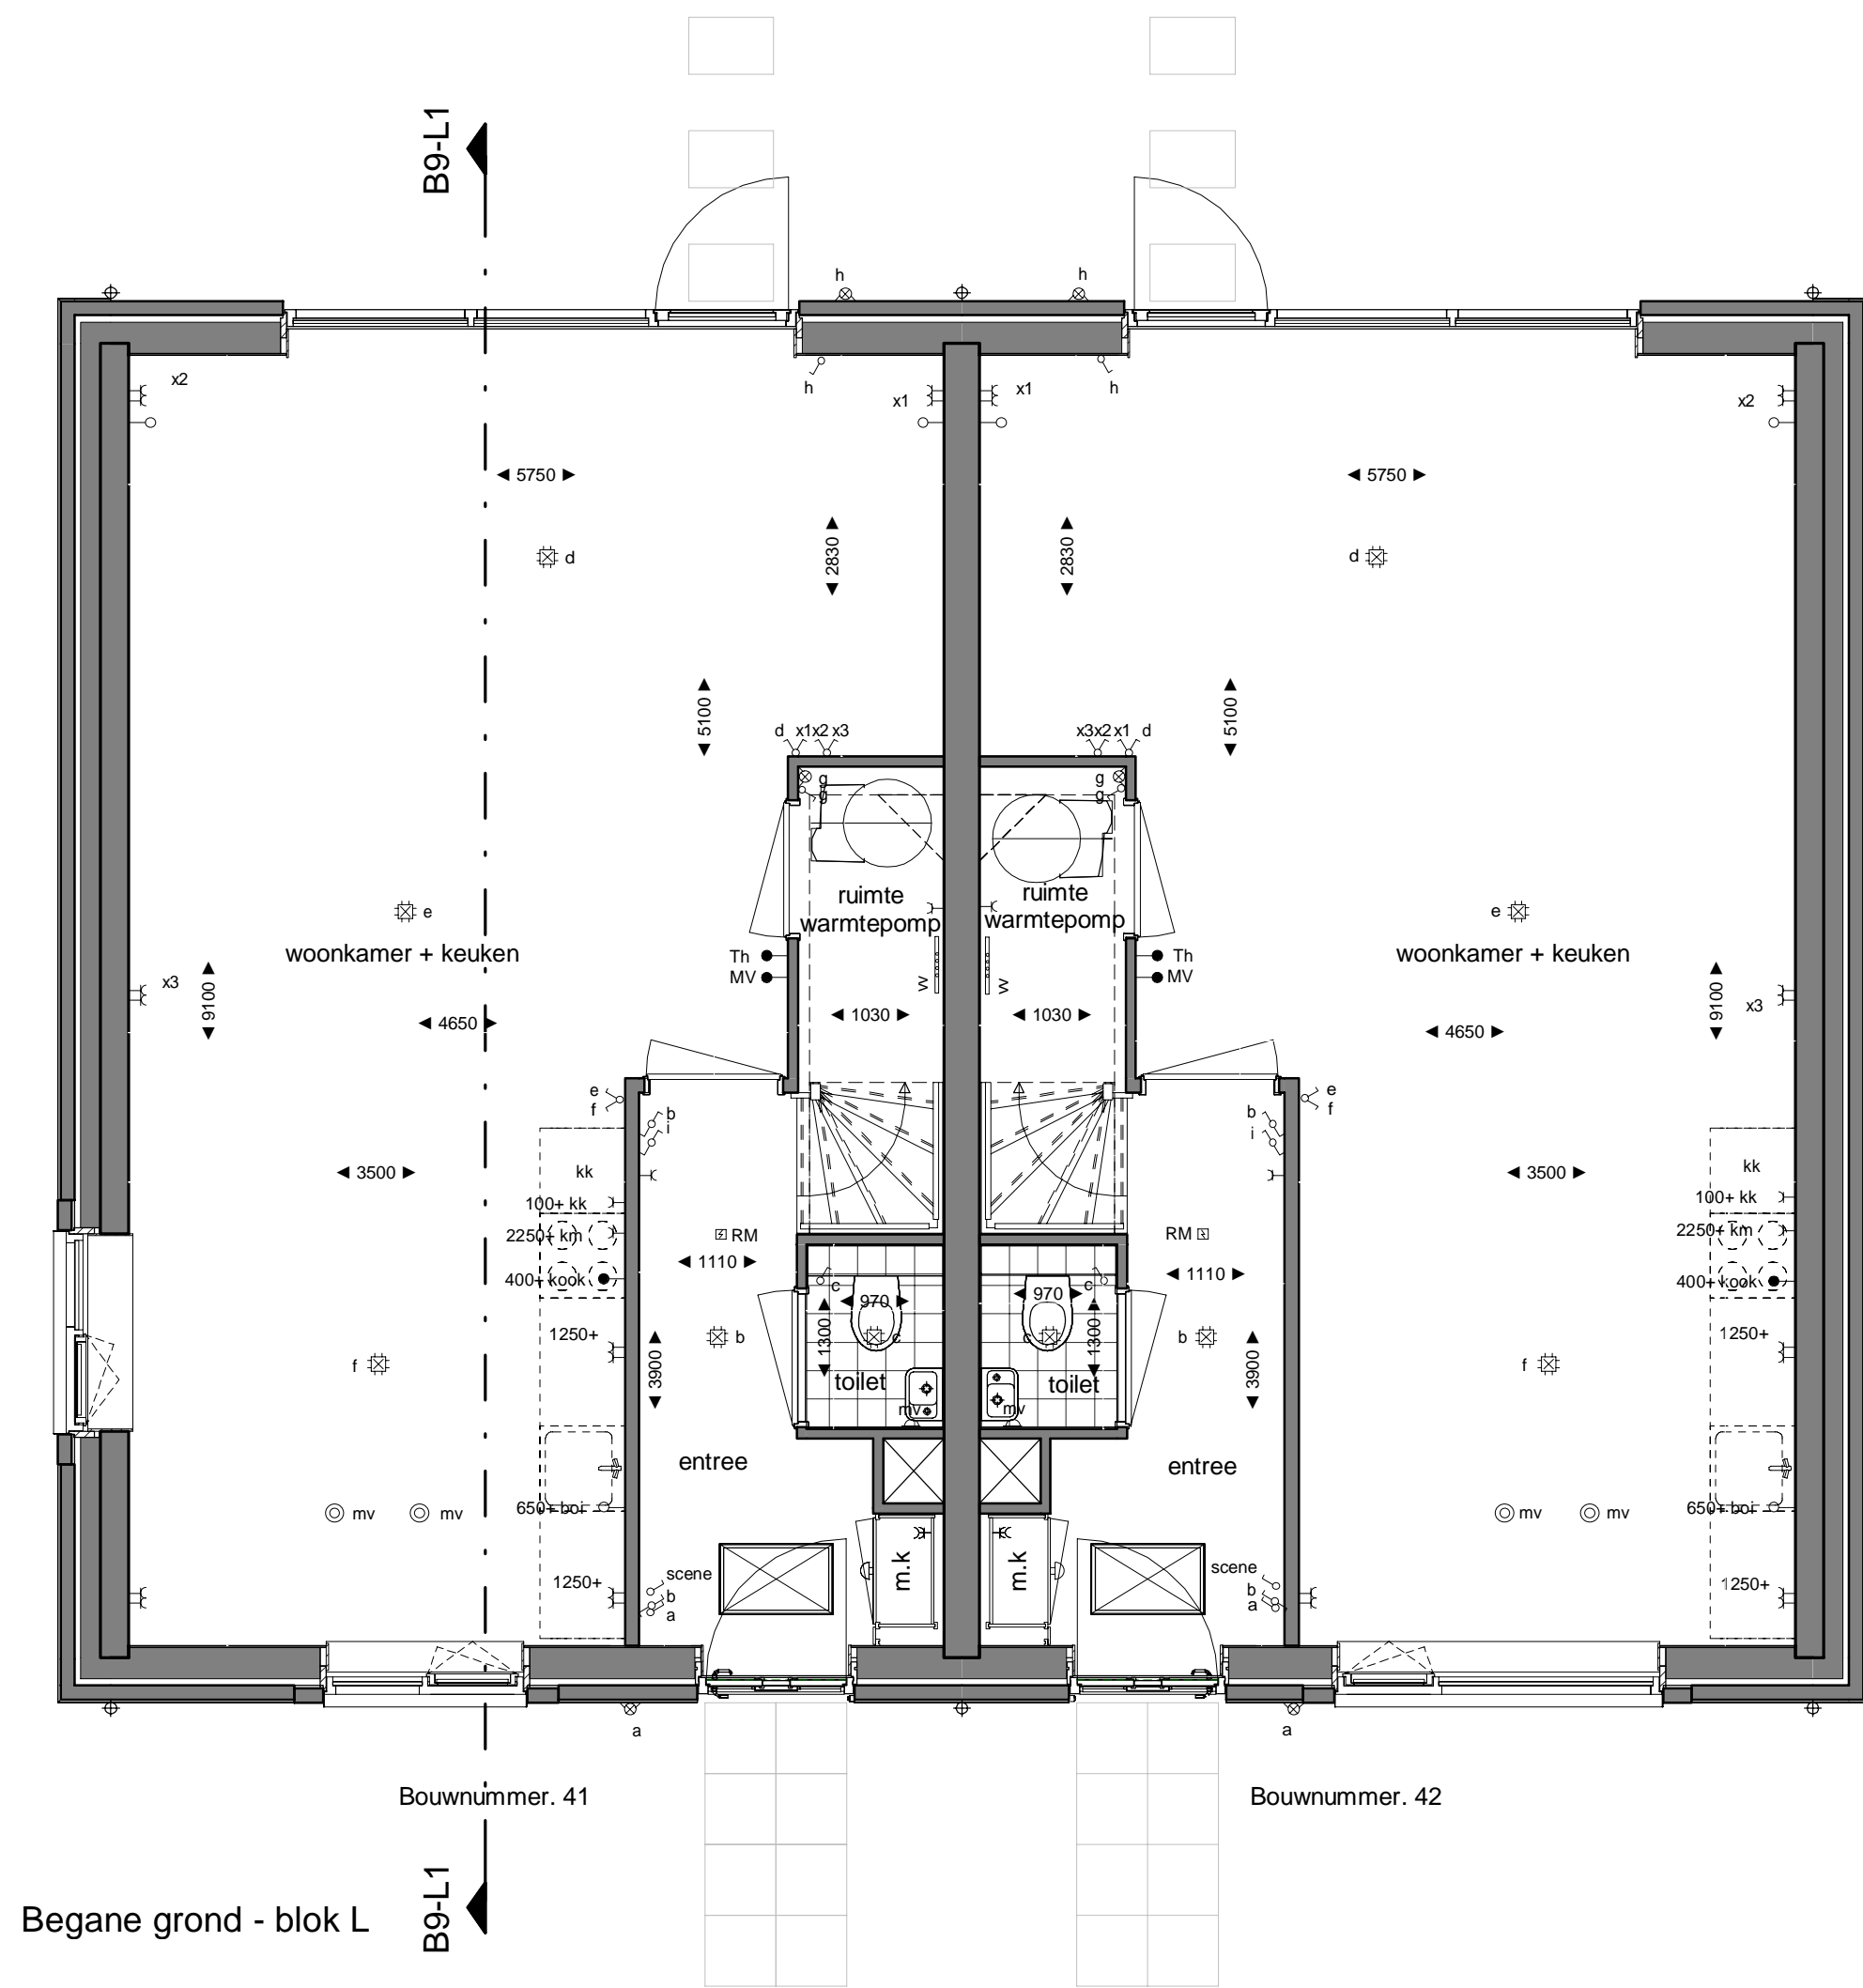 B9-L1
h
h
x2
h
x1
x1
h
x2
5750
5750
2830
2830
d
d
5100
5100
d x1x2 x3
x3x2 x1 d
g
g
g
g
ruimte
warmtepomp
ruimte
warmtepomp
e
woonkamer + keuken
e
woonkamer + keuken
Th
MV
Th
MV
x3
9100
9100
x3
W
W
1030
1030
4650
4650
e
f
b
i
b
i
e
f
3500
kk
3500
kk
100+ kk
100+ kk
2250+ km
RM
RM
2250+ km
1110
1110
400+ kook
400+ kook
c
970
970
c
1250+
b
1300
c
c
1300
b
1250+
f
3900
3900
f
toilet
toilet
mv
mv
entree
entree
mv
mv
650+ boi
mv
mv
650+ boi
1250+
scene
b
a
m.k
m.k
scene
b
a
1250+
a
a
Bouwnummer. 41
Bouwnummer. 42
B9-L1
Begane grond - blok L